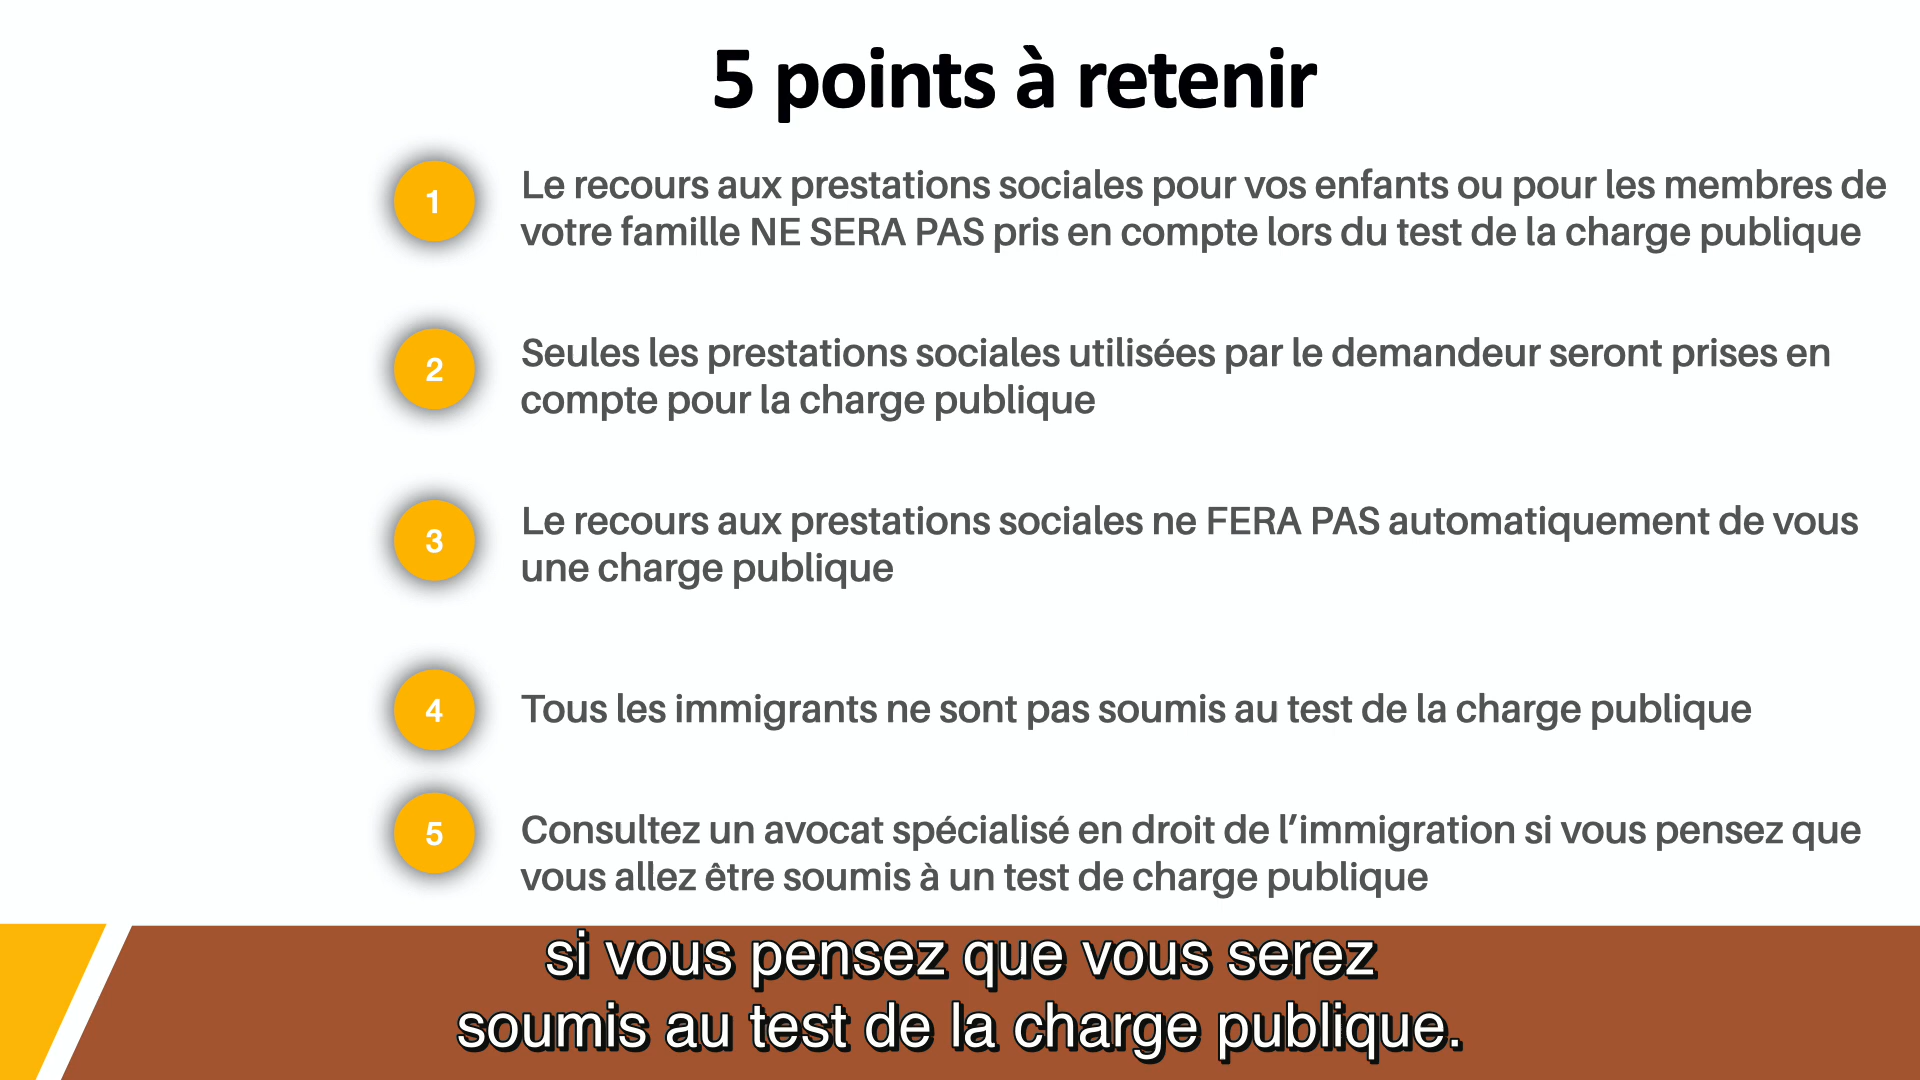 5 points à retenir
1
Le recours aux prestations sociales pour vos enfants ou pour les membres de
votre famille NE SERA PAS pris en compte lors du test de la charge publique
2
Seules les prestations sociales utilisées par le demandeur seront prises en
compte pour la charge publique
3
Le recours aux prestations sociales ne FERA PAS automatiquement de vous
une charge publique
4
Tous les immigrants ne sont pas soumis au test de la charge publique
5
Consultez un avocat spécialisé en droit de l’immigration si vous pensez que
vous allez être soumis à un test de charge publique
si vous pensez que vous serez
soumis au test de la charge publique.